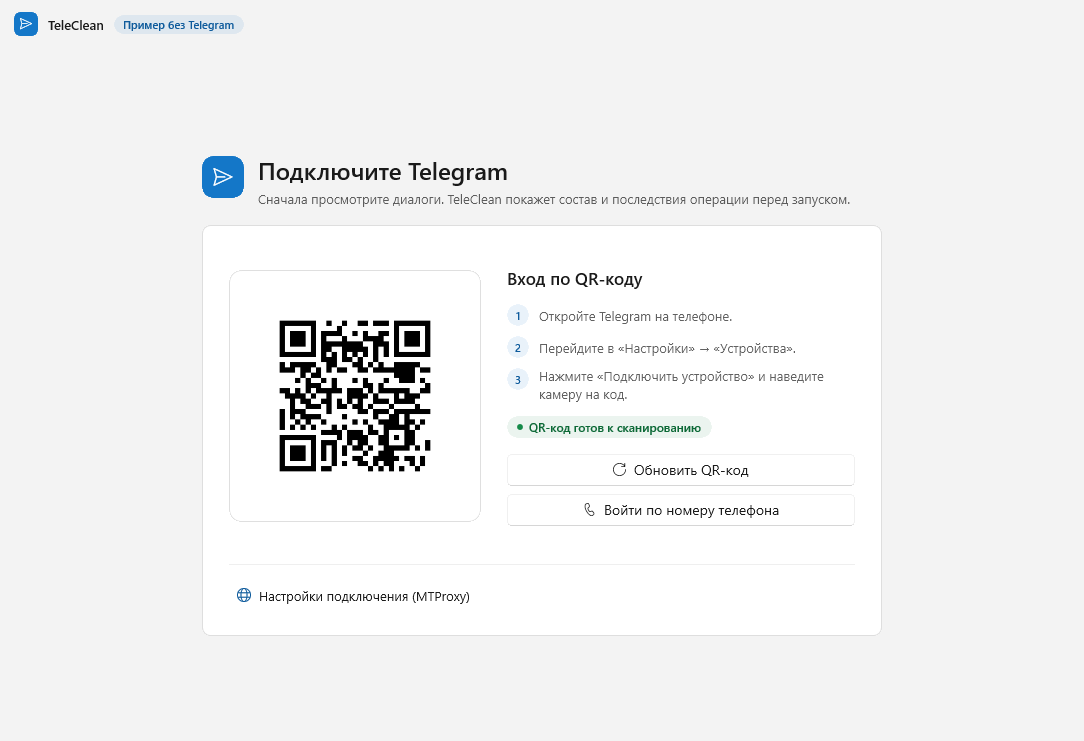 TeleClean
Пример без Telegram
Подключите Telegram
Сначала просмотрите диалоги. TeleClean покажет состав и последствия операции перед запуском.
Вход по QR-коду
1 Откройте Telegram на телефоне.
2 Перейдите в «Настройки» → «Устройства».
3 Нажмите «Подключить устройство» и наведите
камеру на код.
QR-код готов к сканированию
Обновить QR-код
Войти по номеру телефона
Настройки подключения (MTProxy)